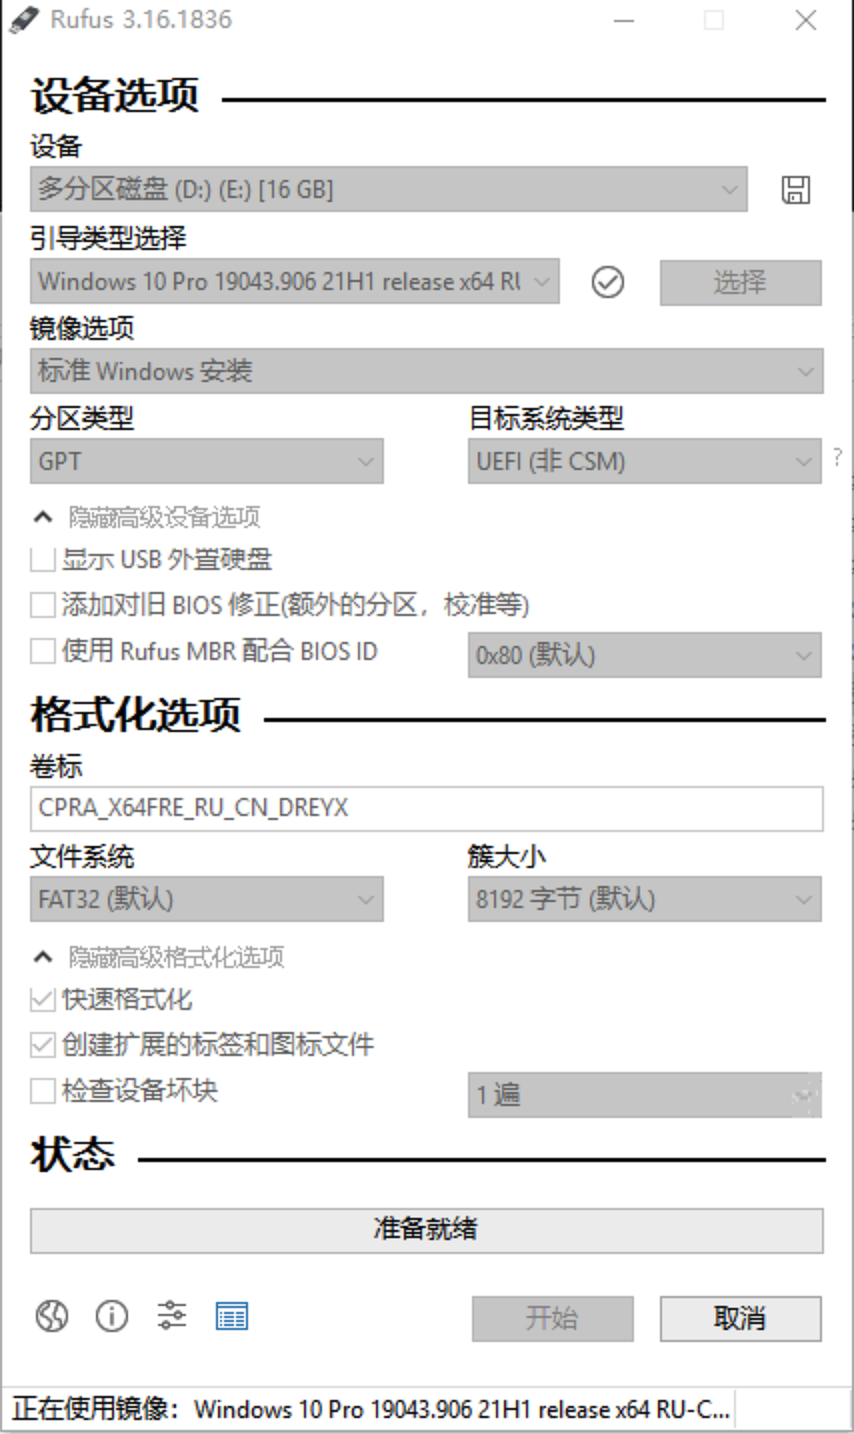 Rufus 3.16.1836
设备选项
设备
多分区磁盘 (D:) (E:) [16 GB]
引导类型选择
Windows 10 Pro 19043.906 21H1 release x64 RU
选择
镜像选项
标准 Windows 安装
分区类型
目标系统类型
GPT
UEFI (非 CSM)
?
隐藏高级设备选项
显示 USB 外置硬盘
添加对旧 BIOS 修正(额外的分区，校准等)
使用 Rufus MBR 配合 BIOS ID
0x80 (默认)
格式化选项
卷标
CPRA_X64FRE_RU_CN_DREYX
文件系统
簇大小
FAT32 (默认)
8192 字节 (默认)
隐藏高级格式化选项
快速格式化
创建扩展的标签和图标文件
检查设备坏块
1 遍
状态
准备就绪
开始
取消
正在使用镜像：Windows 10 Pro 19043.906 21H1 release x64 RU-C...